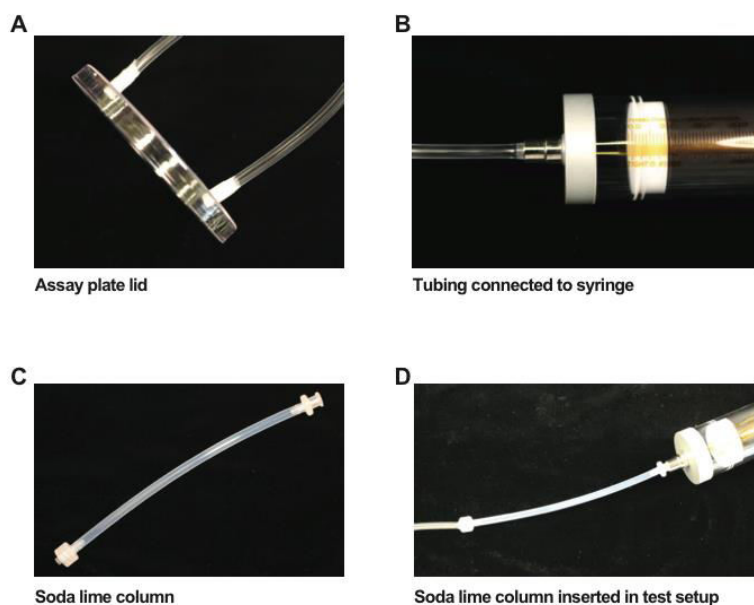 A
B
Assay plate lid
Tubing connected to syringe
C
D
Soda lime column
Soda lime column inserted in test setup